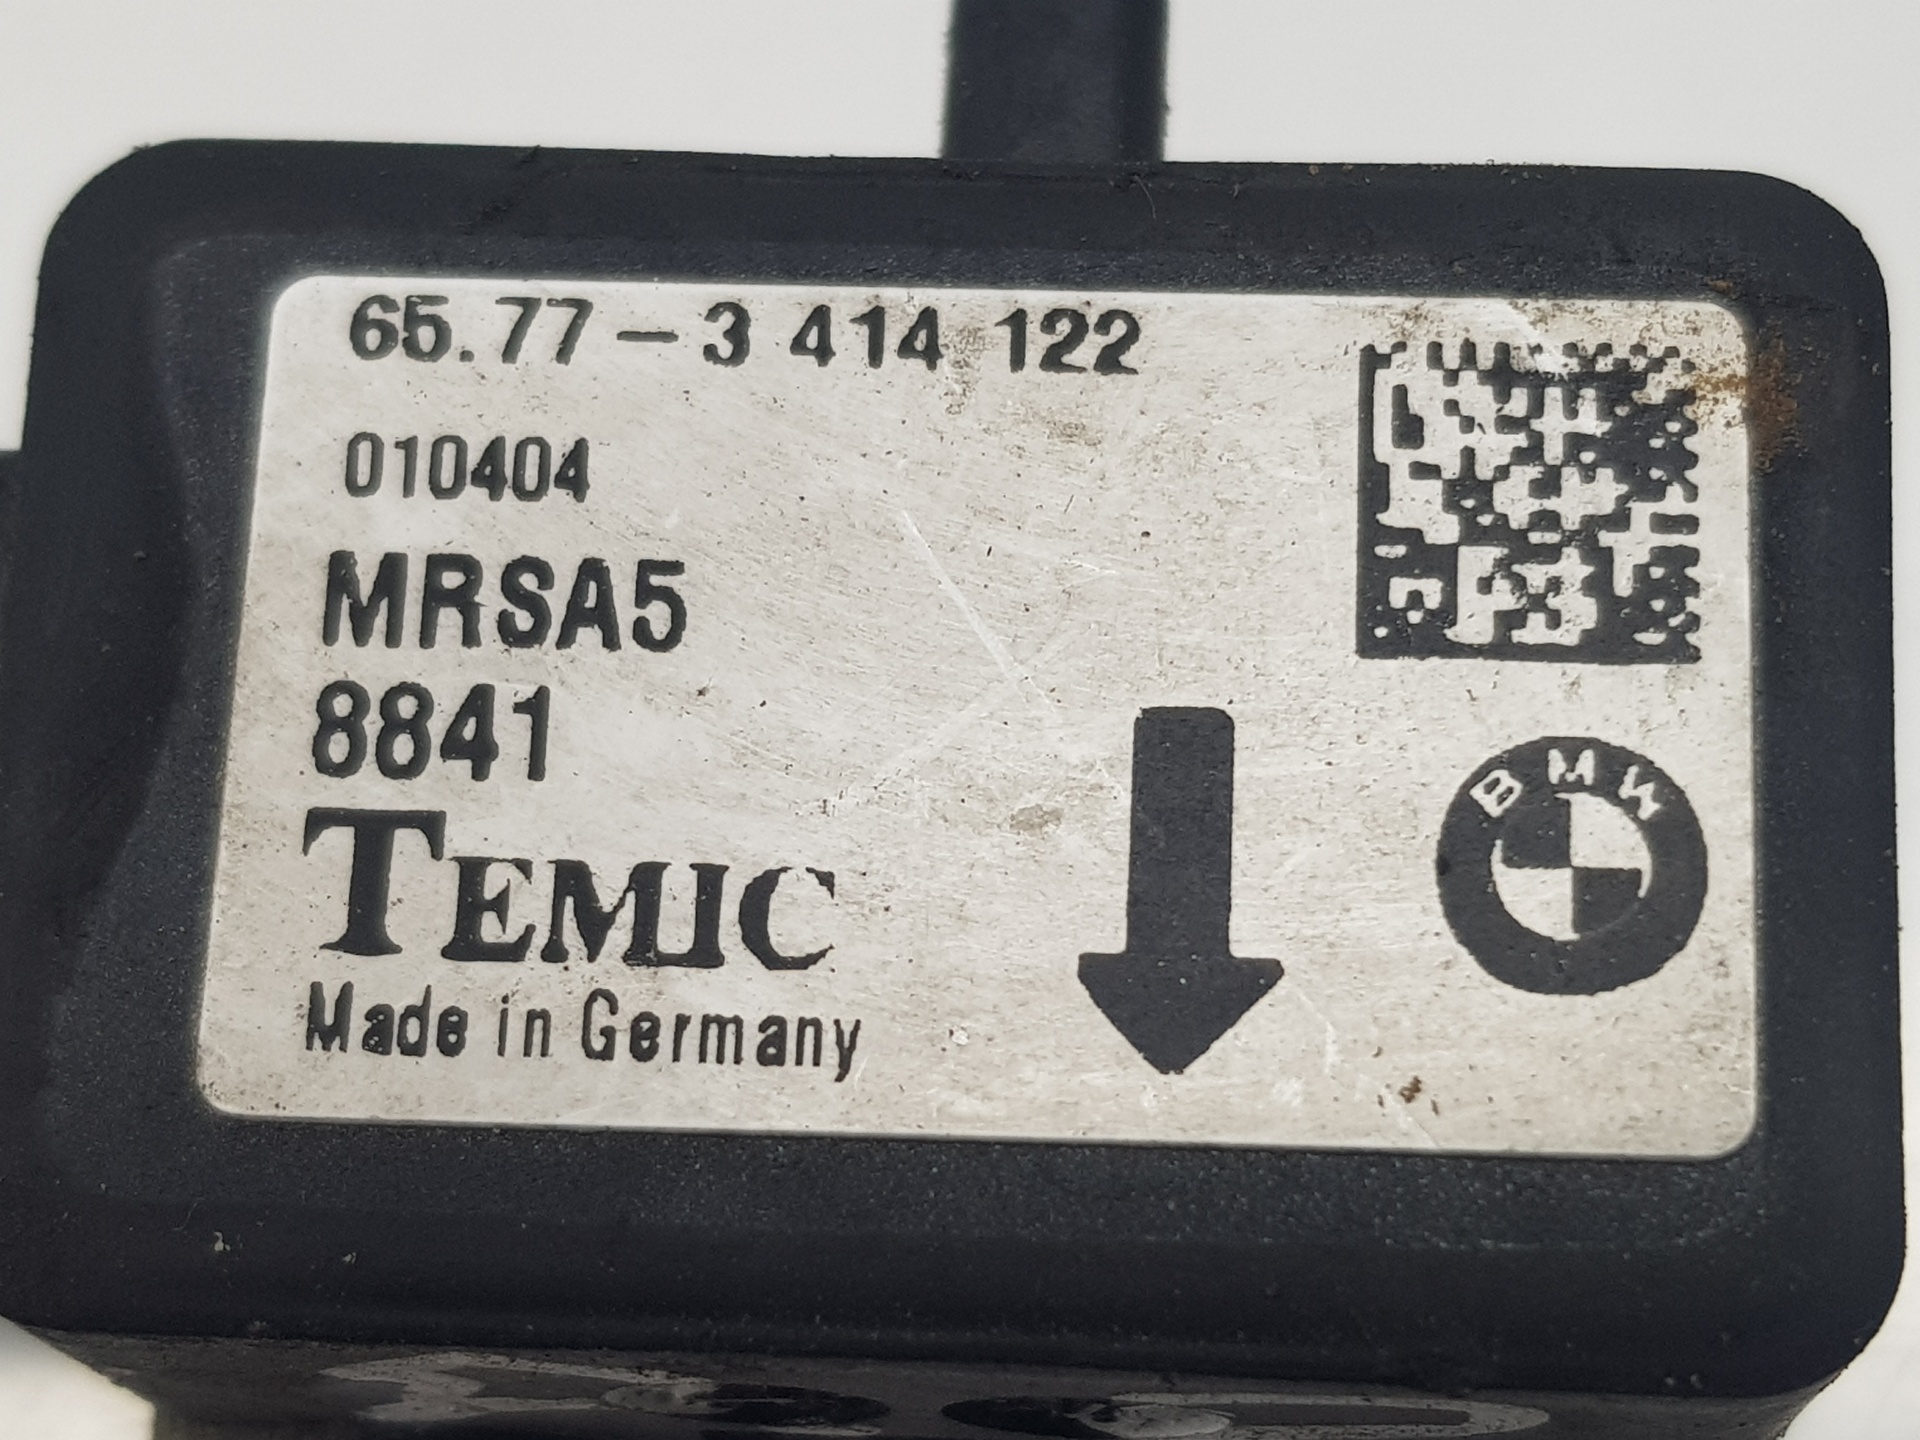 65.77 - 3 414 122
010404
MRSA5
8841
TEMIC
Made in Germany
BMW